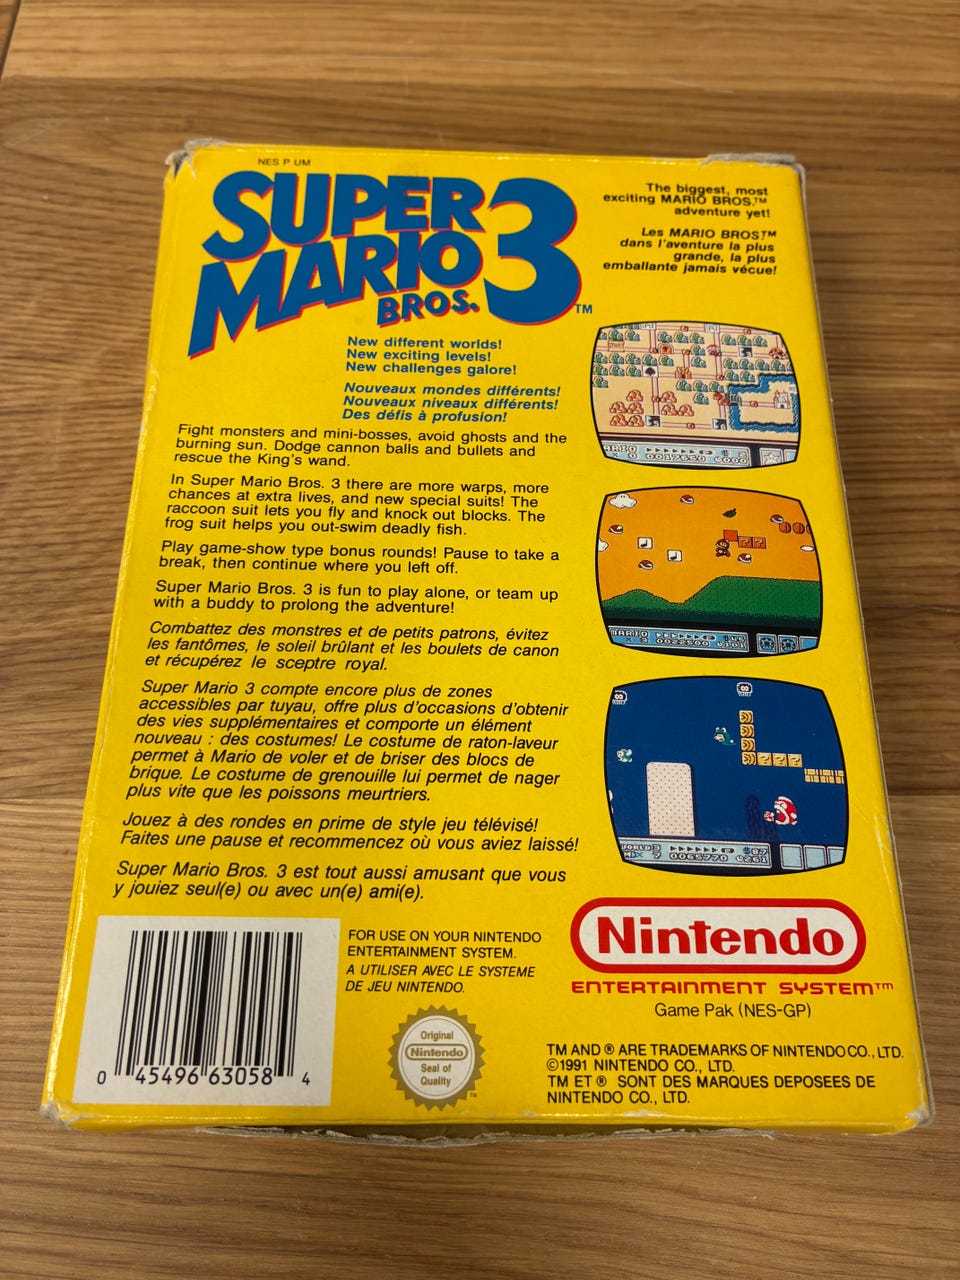 NES P UM
SUPER
MARIO
BROS. 3™
The biggest, most
exciting MARIO BROS.™
adventure yet!
Les MARIO BROS™
dans l'aventure la plus
grande, la plus
emballante jamais vécue!
New different worlds!
New exciting levels!
New challenges galore!
Nouveaux mondes différents!
Nouveaux niveaux différents!
Des défis à profusion!
Fight monsters and mini-bosses, avoid ghosts and the
burning sun. Dodge cannon balls and bullets and
rescue the King's wand.
In Super Mario Bros. 3 there are more warps, more
chances at extra lives, and new special suits! The
raccoon suit lets you fly and knock out blocks. The
frog suit helps you out-swim deadly fish.
Play game-show type bonus rounds! Pause to take a
break, then continue where you left off.
Super Mario Bros. 3 is fun to play alone, or team up
with a buddy to prolong the adventure!
Combattez des monstres et de petits patrons, évitez
les fantômes, le soleil brûlant et les boulets de canon
et récupérez le sceptre royal.
Super Mario 3 compte encore plus de zones
accessibles par tuyau, offre plus d'occasions d'obtenir
des vies supplémentaires et comporte un élément
nouveau : des costumes! Le costume de raton-laveur
permet à Mario de voler et de briser des blocs de
brique. Le costume de grenouille lui permet de nager
plus vite que les poissons meurtriers.
Jouez à des rondes en prime de style jeu télévisé!
Faites une pause et recommencez où vous aviez laissé!
Super Mario Bros. 3 est tout aussi amusant que vous
y jouiez seul(e) ou avec un(e) ami(e).
START
0017650
MARIO
0022500
WORLD 3
0065770
FOR USE ON YOUR NINTENDO
ENTERTAINMENT SYSTEM.
A UTILISER AVEC LE SYSTEME
DE JEU NINTENDO.
Original
Nintendo
Seal of
Quality
™
0 45496 63058 4
Nintendo
ENTERTAINMENT SYSTEM™
Game Pak (NES-GP)
TM AND ® ARE TRADEMARKS OF NINTENDO CO., LTD.
©1991 NINTENDO CO., LTD.
TM ET ® SONT DES MARQUES DEPOSEES DE
NINTENDO CO., LTD.